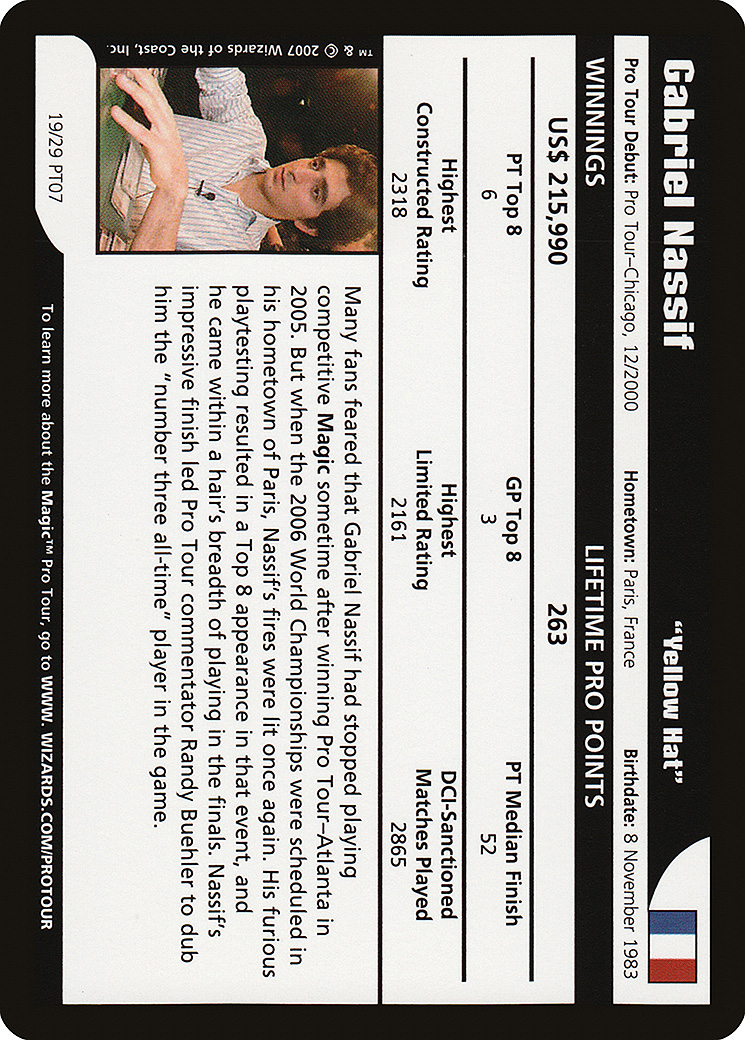 Gabriel Nassif
"Yellow Hat"
Pro Tour Debut: Pro Tour–Chicago, 12/2000 Hometown: Paris, France Birthdate: 8 November 1983
WINNINGS LIFETIME PRO POINTS
US$ 215,990 263
PT Top 8 GP Top 8 PT Median Finish
6 3 52
Highest Highest DCI-Sanctioned
Constructed Rating Limited Rating Matches Played
2318 2161 2865
Many fans feared that Gabriel Nassif had stopped playing
competitive Magic sometime after winning Pro Tour–Atlanta in
2005. But when the 2006 World Championships were scheduled in
his hometown of Paris, Nassif's fires were lit once again. His furious
playtesting resulted in a Top 8 appearance in that event, and
he came within a hair's breadth of playing in the finals. Nassif's
impressive finish led Pro Tour commentator Randy Buehler to dub
him the "number three all-time" player in the game.
™ & © 2007 Wizards of the Coast, Inc.
19/29 PT07
To learn more about the Magic™ Pro Tour, go to WWW. WIZARDS.COM/PROTOUR